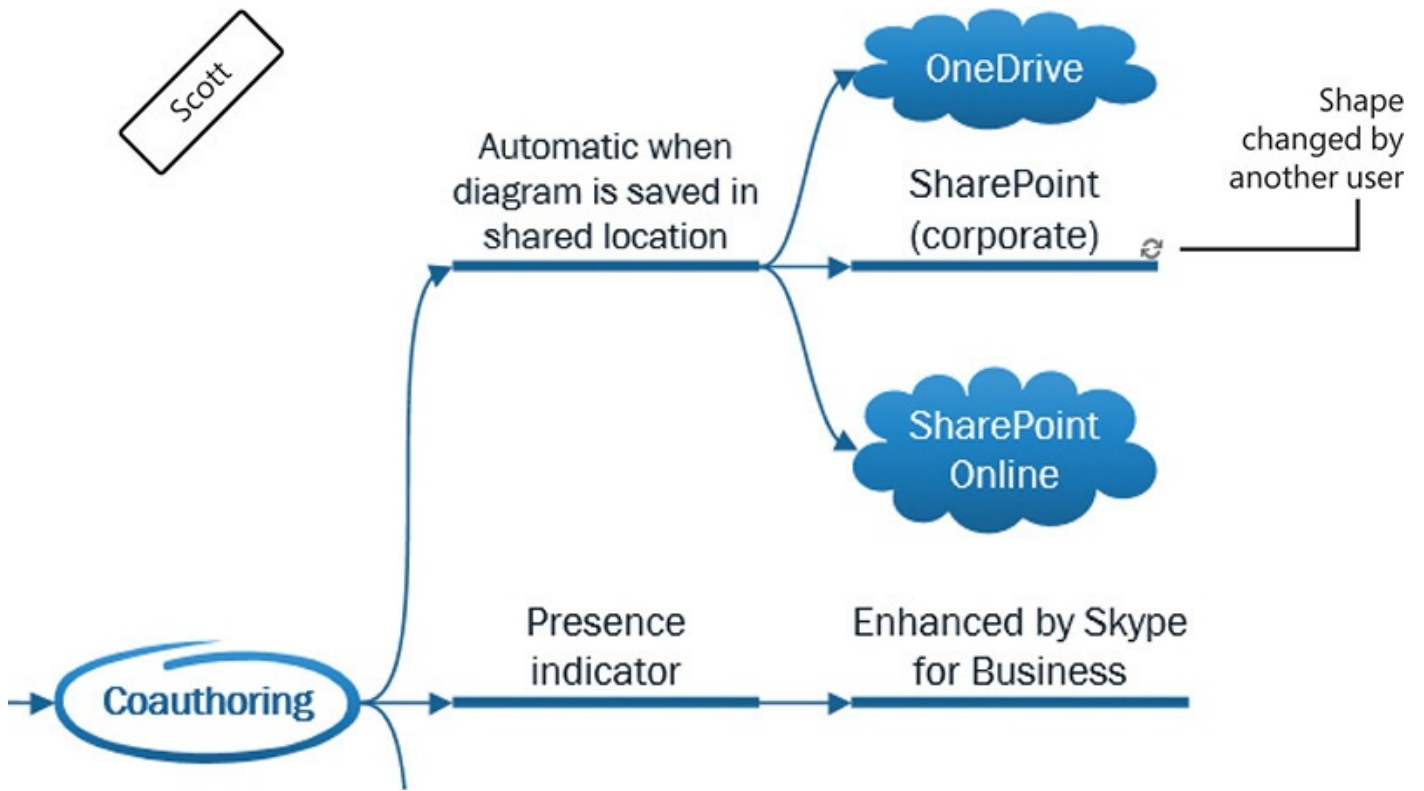 Scott
OneDrive
Shape
changed by
another user
Automatic when
diagram is saved in
shared location
SharePoint
(corporate)
SharePoint
Online
Presence
indicator
Enhanced by Skype
for Business
Coauthoring